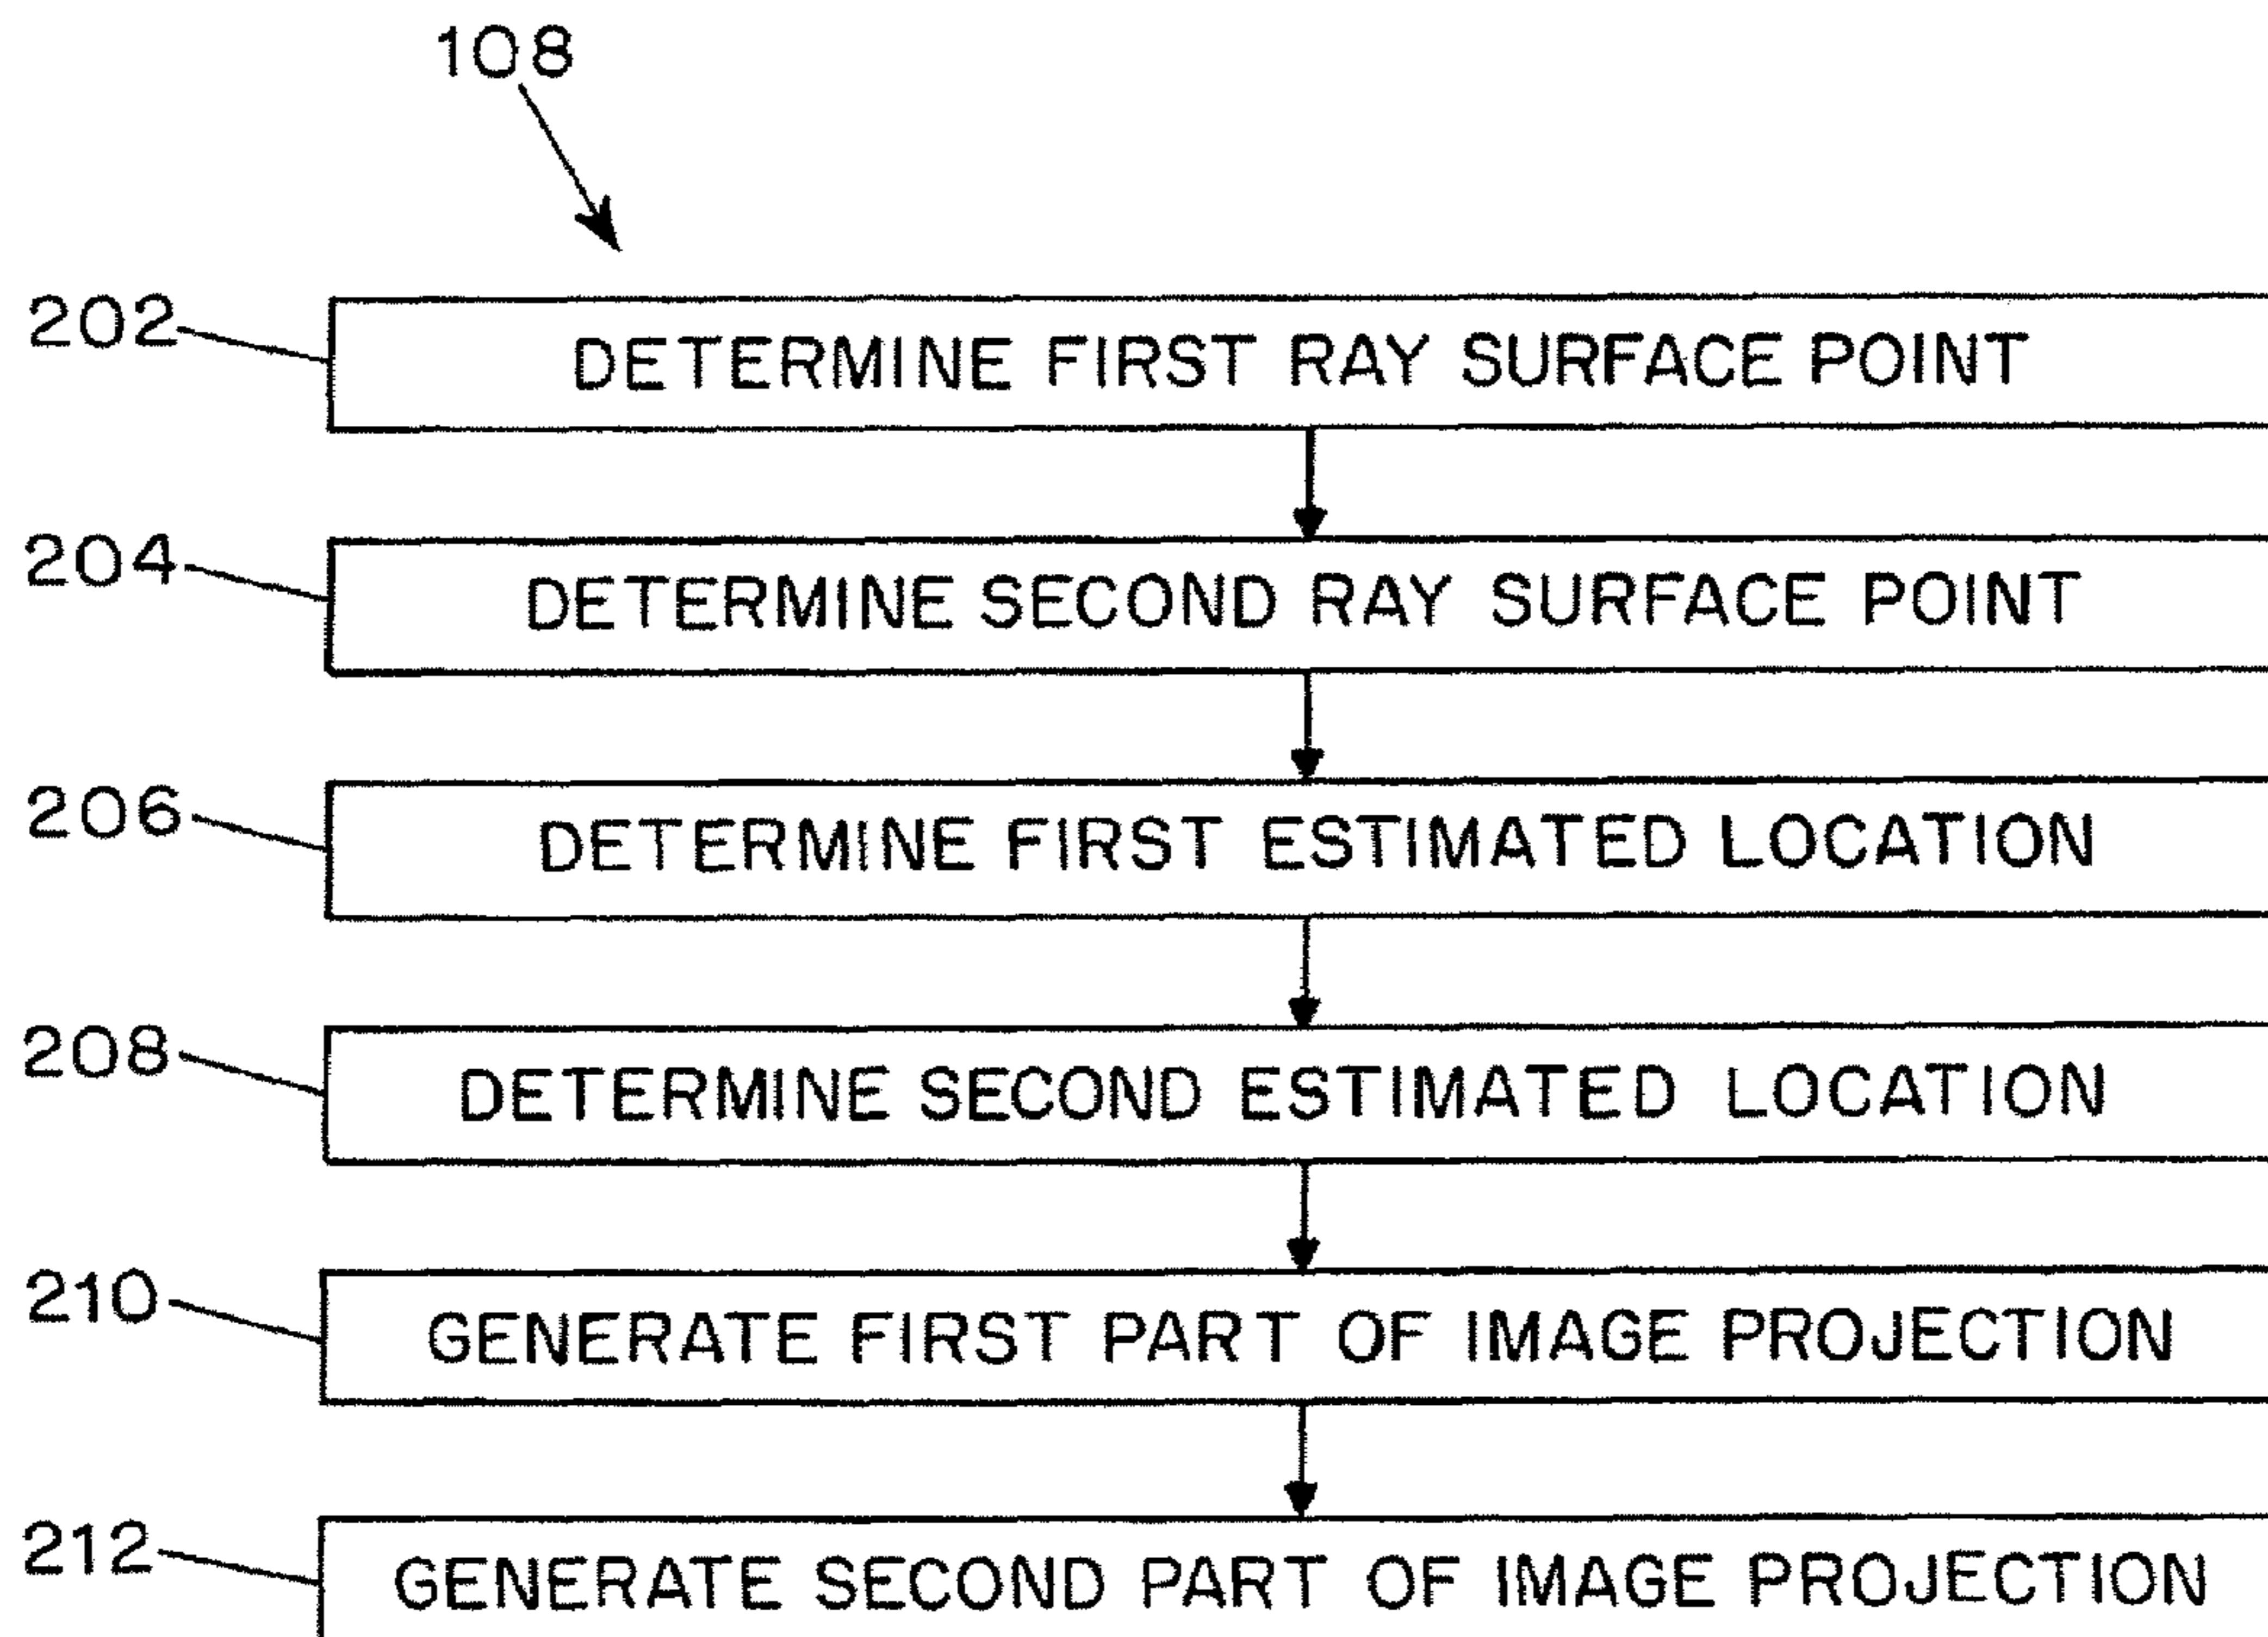 108
202 DETERMINE FIRST RAY SURFACE POINT
204 DETERMINE SECOND RAY SURFACE POINT
206 DETERMINE FIRST ESTIMATED LOCATION
208 DETERMINE SECOND ESTIMATED LOCATION
210 GENERATE FIRST PART OF IMAGE PROJECTION
212 GENERATE SECOND PART OF IMAGE PROJECTION